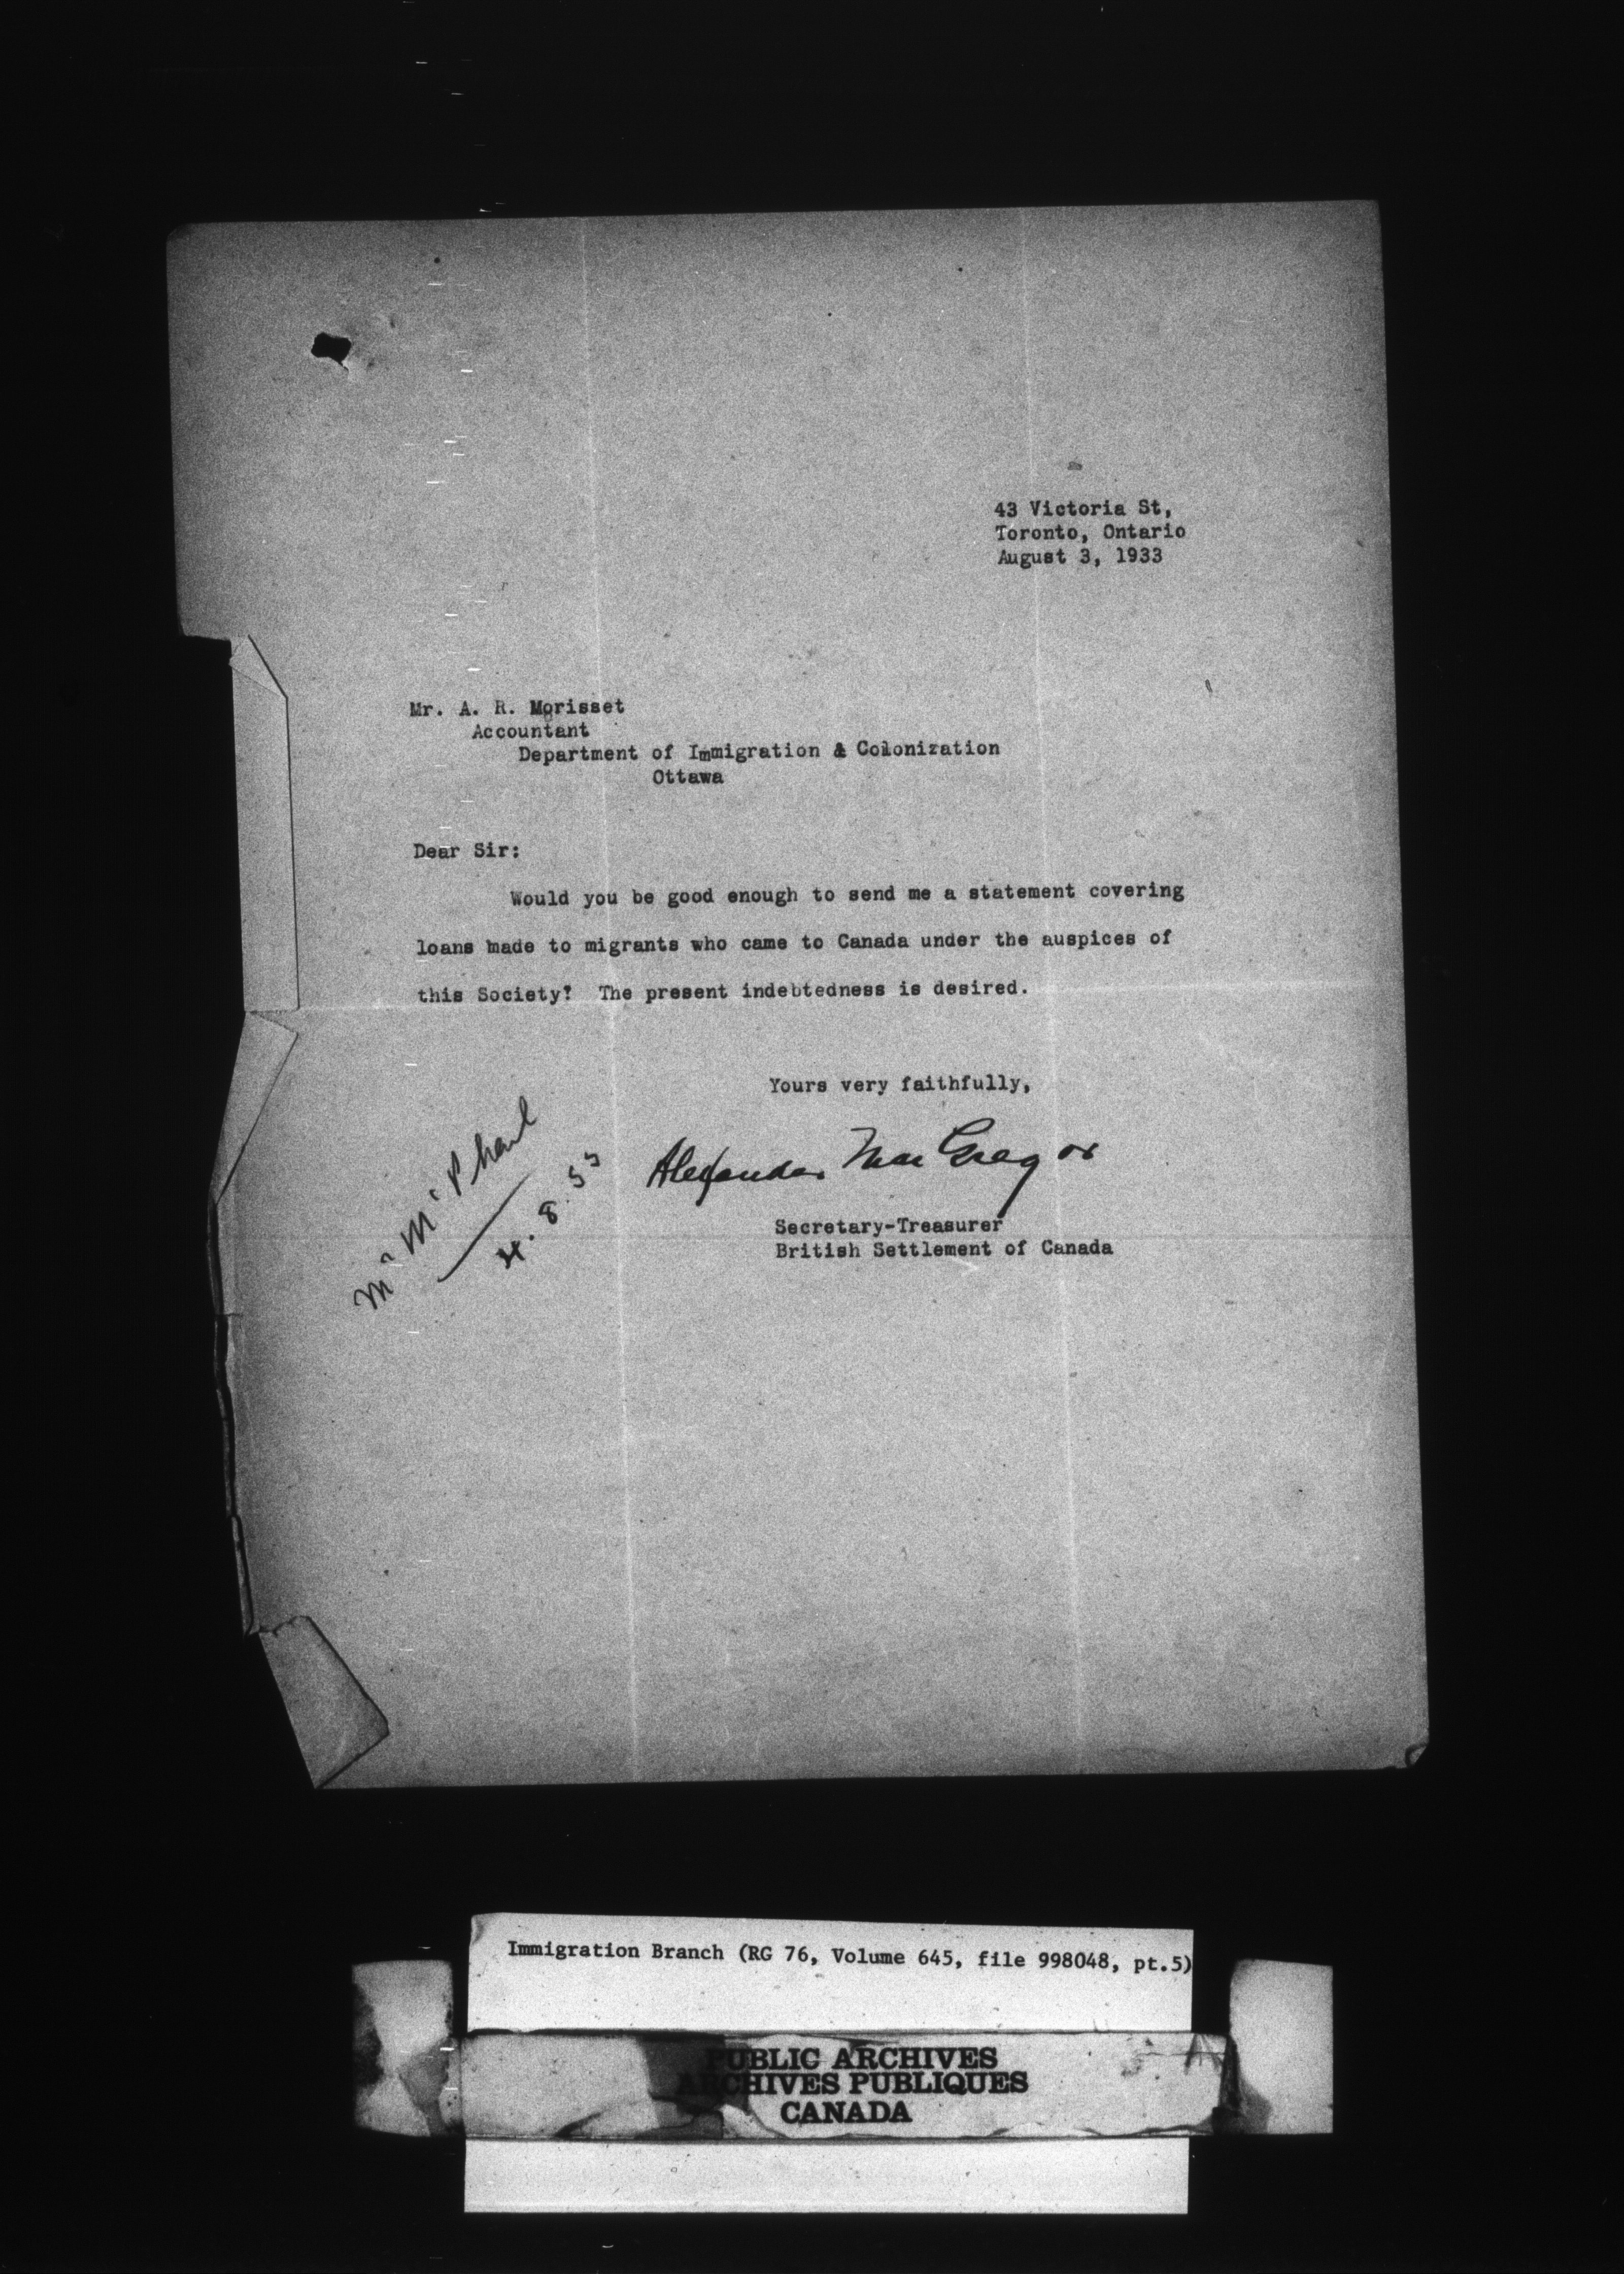 43 Victoria St,
Toronto, Ontario
August 3, 1933
Mr. A. R. Morisset
Accountant
Department of Immigration & Colonization
Ottawa
Dear Sir:
Would you be good enough to send me a statement covering
loans made to migrants who came to Canada under the auspices of
this Society? The present indebtedness is desired.
Yours very faithfully,
Alexander MacGregor
Secretary-Treasurer
British Settlement of Canada
Mr McPhail
4.8.33
Immigration Branch (RG 76, Volume 645, file 998048, pt.5)
PUBLIC ARCHIVES
ARCHIVES PUBLIQUES
CANADA